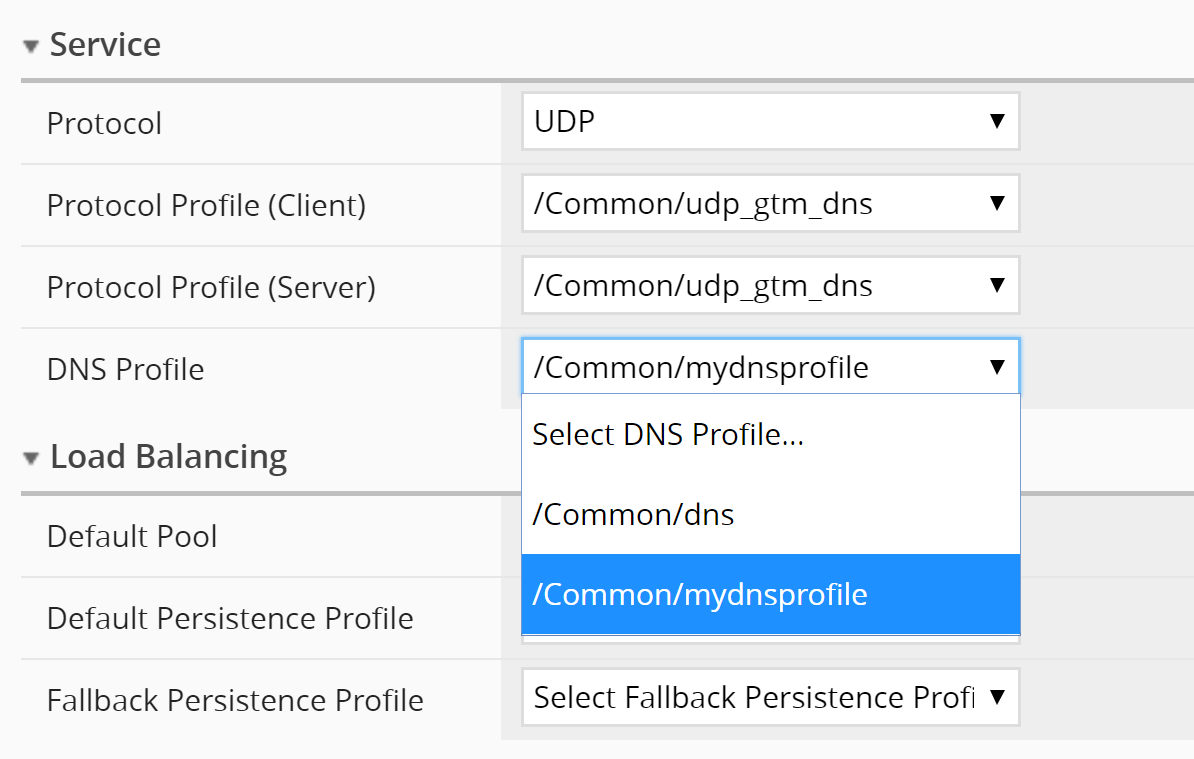 Service
Protocol
UDP
Protocol Profile (Client)
/Common/udp_gtm_dns
Protocol Profile (Server)
/Common/udp_gtm_dns
DNS Profile
/Common/mydnsprofile
Select DNS Profile...
/Common/dns
/Common/mydnsprofile
Load Balancing
Default Pool
Default Persistence Profile
Fallback Persistence Profile
Select Fallback Persistence Profi